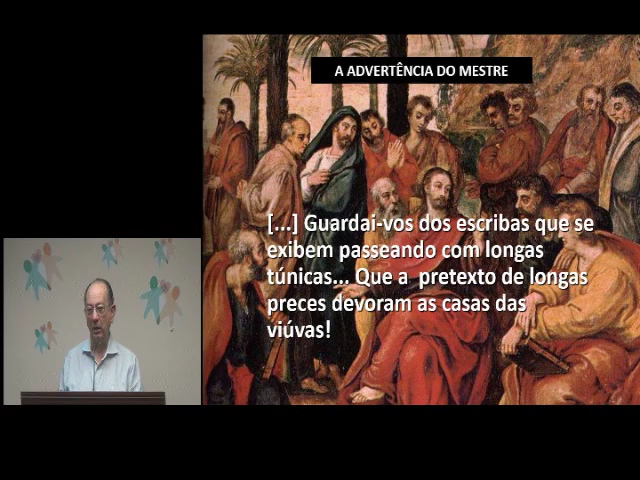 A ADVERTÊNCIA DO MESTRE
[...] Guardai-vos dos escribas que se
exibem passeando com longas
túnicas... Que a pretexto de longas
preces devoram as casas das
viúvas!